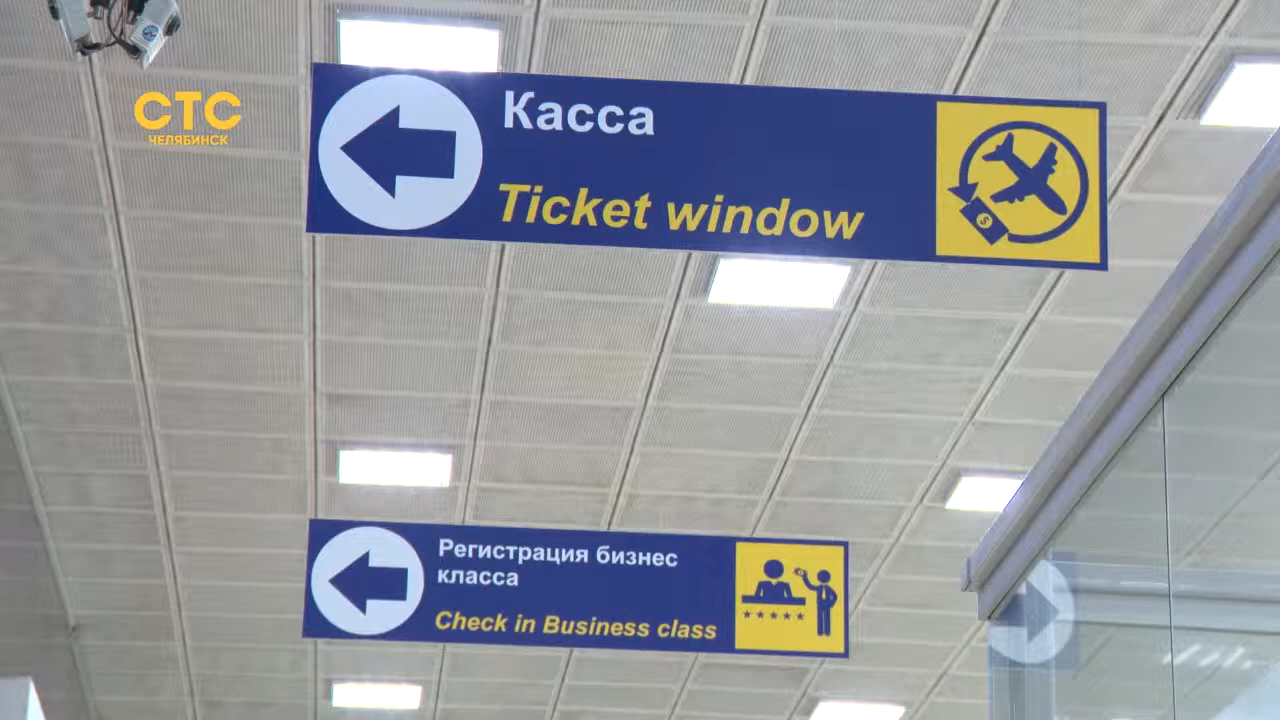 СТС
ЧЕЛЯБИНСК
Касса
Ticket window
$
Регистрация бизнес
класса
Check in Business class